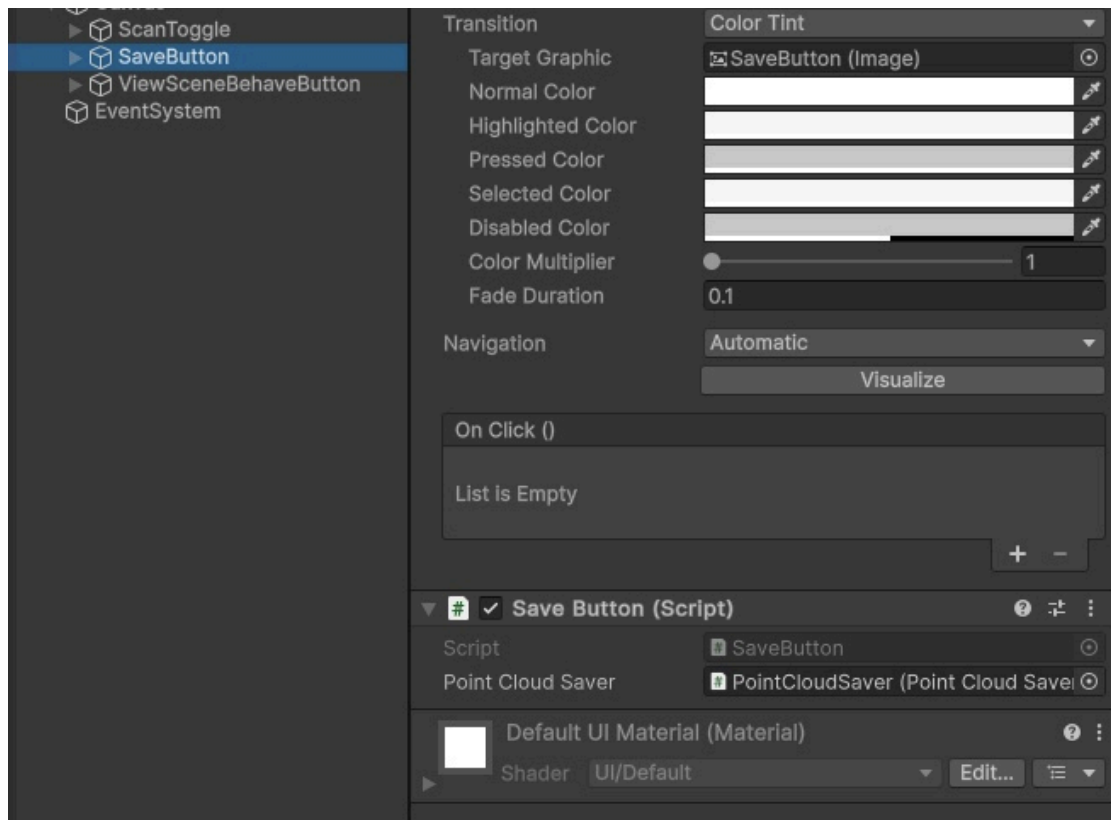 ScanToggle
SaveButton
ViewSceneBehaveButton
EventSystem
Transition Color Tint
Target Graphic SaveButton (Image)
Normal Color
Highlighted Color
Pressed Color
Selected Color
Disabled Color
Color Multiplier 1
Fade Duration 0.1
Navigation Automatic
Visualize
On Click ()
List is Empty
+ −
# Save Button (Script)
Script # SaveButton
Point Cloud Saver # PointCloudSaver (Point Cloud Saver
Default UI Material (Material)
Shader UI/Default Edit...